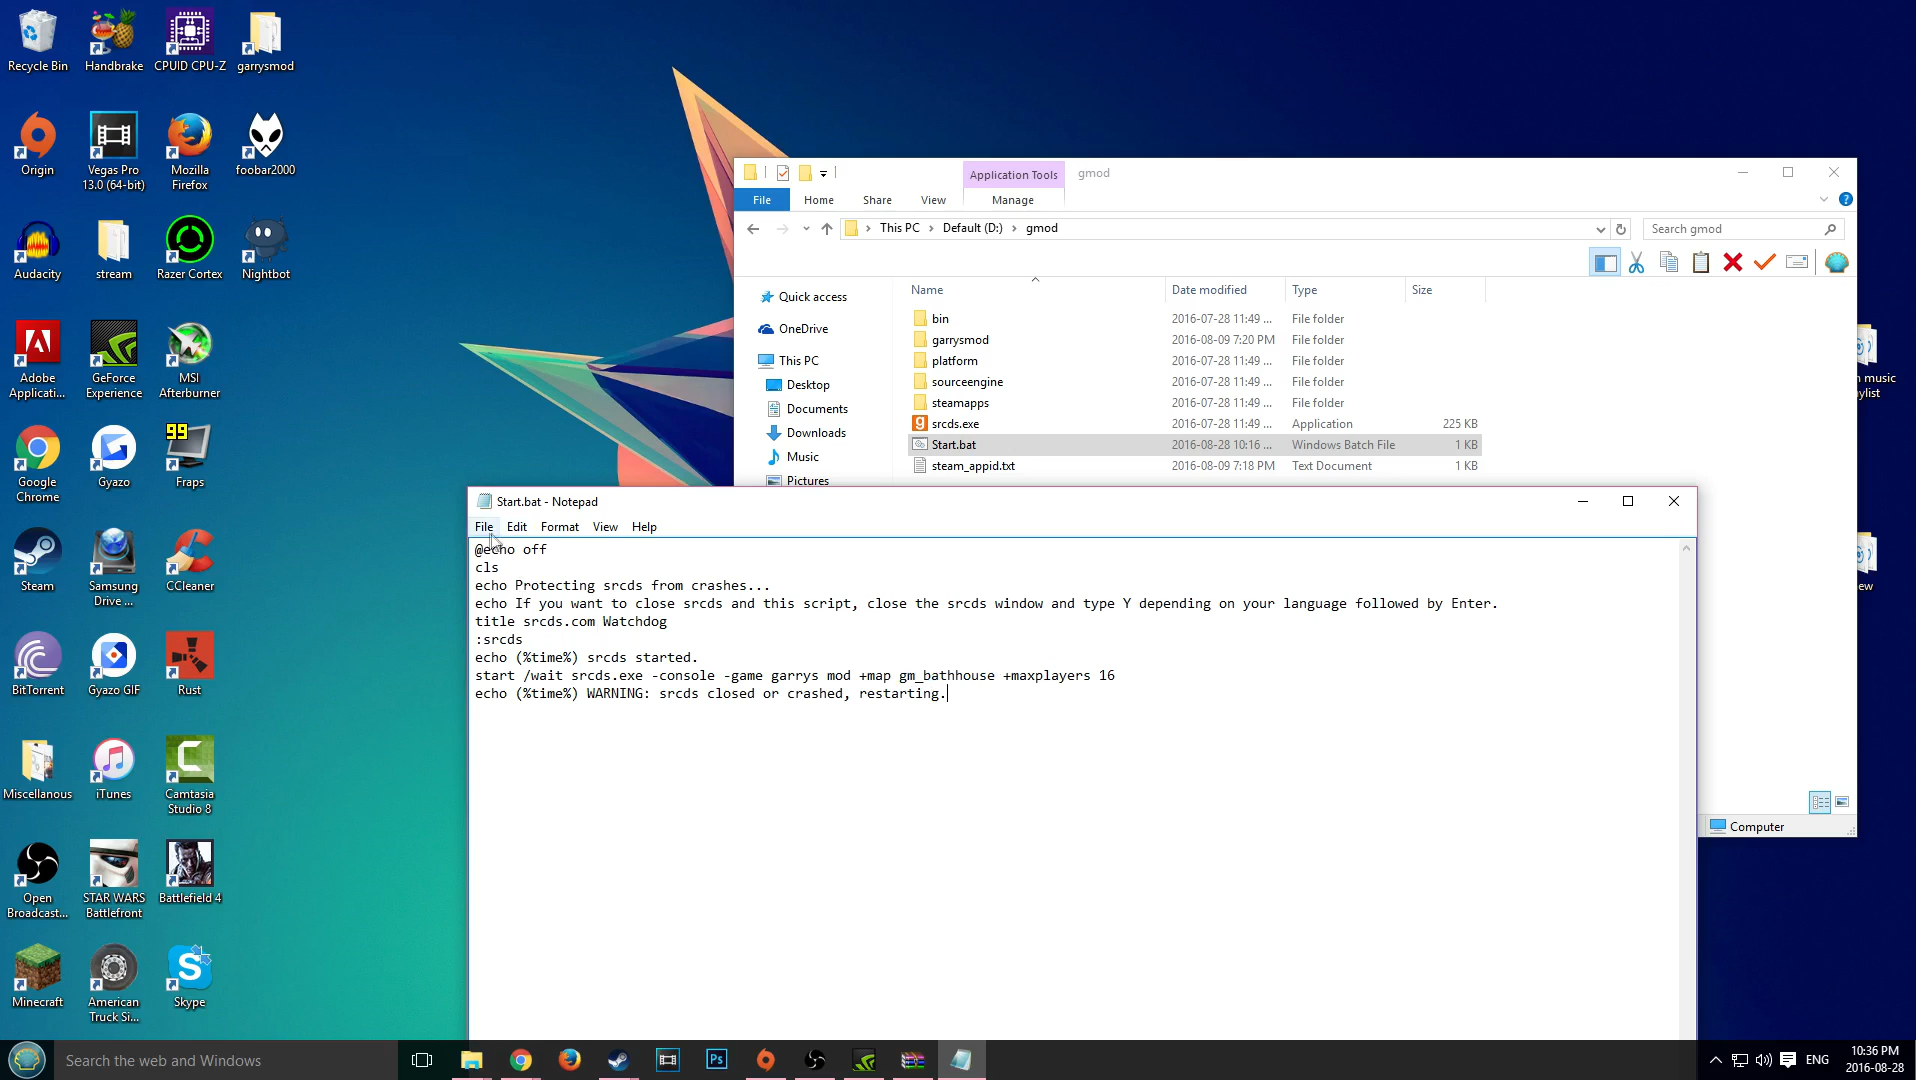 Recycle Bin
Handbrake
CPUID CPU-Z
garrysmod
Origin
Vegas Pro
13.0 (64-bit)
Mozilla
Firefox
foobar2000
Audacity
stream
Razer Cortex
Nightbot
Adobe
Applicati...
GeForce
Experience
MSI
Afterburner
Google
Chrome
Gyazo
99
Fraps
Steam
Samsung
Drive ...
CCleaner
BitTorrent
Gyazo GIF
Rust
Miscellanous
iTunes
Camtasia
Studio 8
Open
Broadcast...
STAR WARS
Battlefront
Battlefield 4
Minecraft
American
Truck Si...
Skype
Application Tools
gmod
File
Home
Share
View
Manage
This PC
Default (D:)
gmod
Search gmod
Name
Date modified
Type
Size
Quick access
OneDrive
This PC
Desktop
Documents
Downloads
Music
Pictures
bin 2016-07-28 11:49 ... File folder
garrysmod 2016-08-09 7:20 PM File folder
platform 2016-07-28 11:49 ... File folder
sourceengine 2016-07-28 11:49 ... File folder
steamapps 2016-07-28 11:49 ... File folder
srcds.exe 2016-07-28 11:49 ... Application 225 KB
Start.bat 2016-08-28 10:16 ... Windows Batch File 1 KB
steam_appid.txt 2016-08-09 7:18 PM Text Document 1 KB
Computer
music
Start.bat - Notepad
File Edit Format View Help
@echo off
cls
echo Protecting srcds from crashes...
echo If you want to close srcds and this script, close the srcds window and type Y depending on your language followed by Enter.
title srcds.com Watchdog
:srcds
echo (%time%) srcds started.
start /wait srcds.exe -console -game garrys mod +map gm_bathhouse +maxplayers 16
echo (%time%) WARNING: srcds closed or crashed, restarting.
Search the web and Windows
Ps
ENG
10:36 PM
2016-08-28